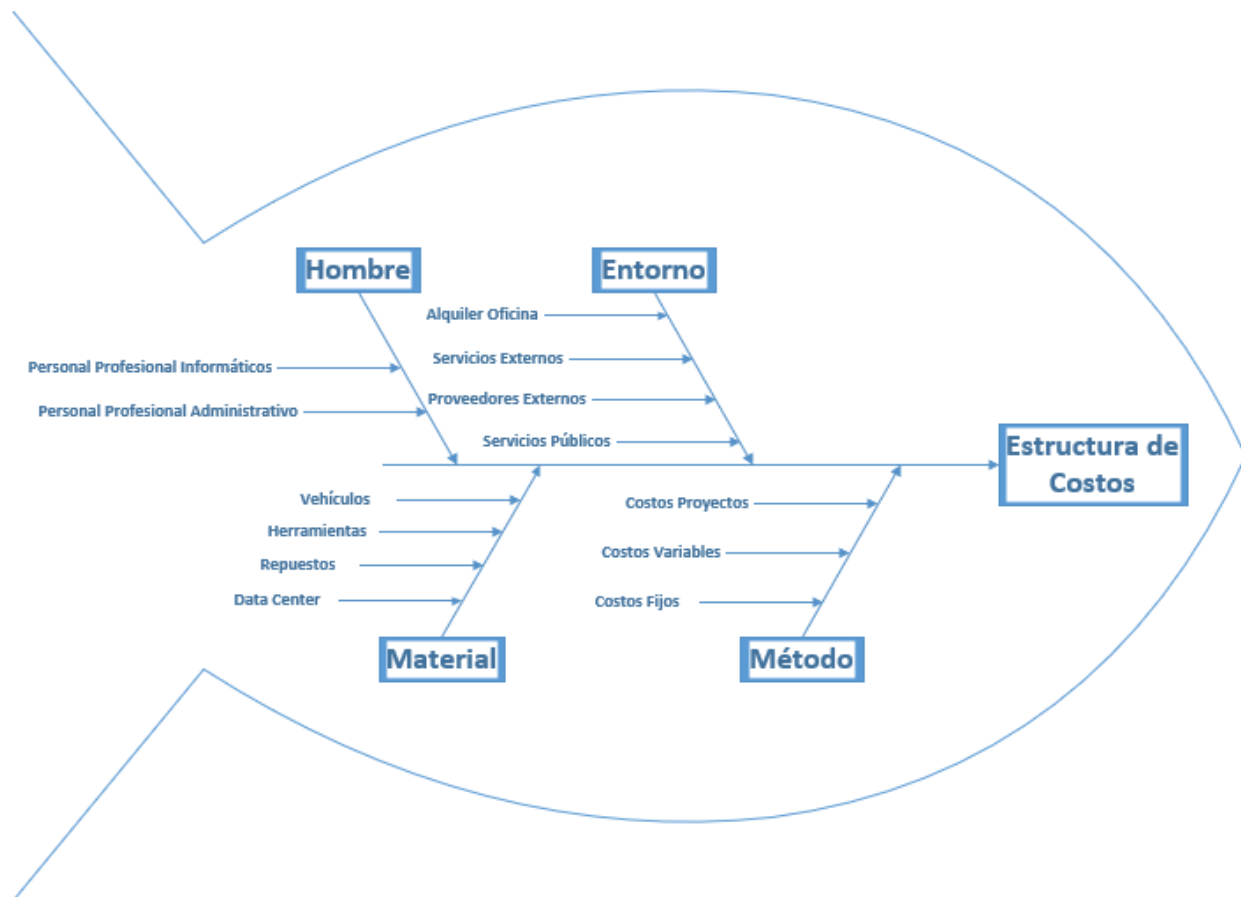 Hombre
Entorno
Alquiler Oficina
Servicios Externos
Personal Profesional Informáticos
Proveedores Externos
Personal Profesional Administrativo
Servicios Públicos
Estructura de
Costos
Vehículos
Costos Proyectos
Herramientas
Costos Variables
Repuestos
Data Center
Costos Fijos
Material
Método